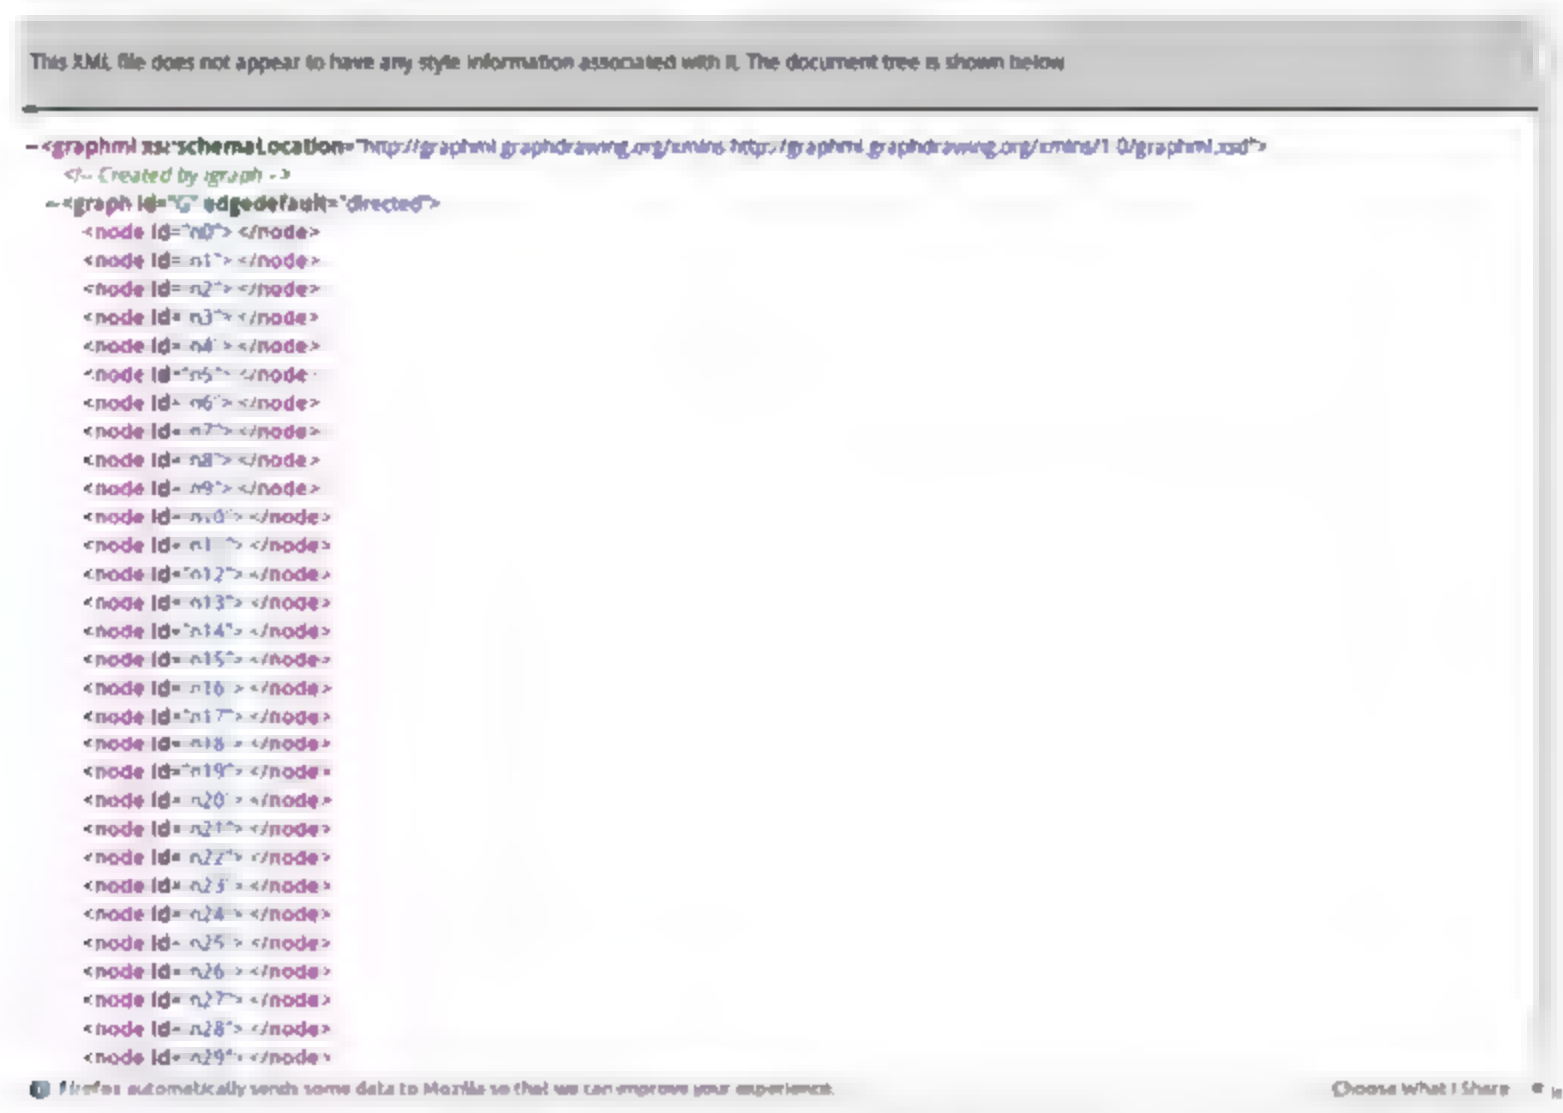 This XML file does not appear to have any style information associated with it. The document tree is shown below
−<graphml xsi:schemaLocation="http://graphml.graphdrawing.org/xmlns http://graphml.graphdrawing.org/xmlns/1.0/graphml.xsd">
<!-- Created by igraph -->
−<graph id="G" edgedefault="directed">
<node id="n0"> </node>
<node id="n1"> </node>
<node id="n2"> </node>
<node id="n3"> </node>
<node id="n4"> </node>
<node id="n5"> </node>
<node id="n6"> </node>
<node id="n7"> </node>
<node id="n8"> </node>
<node id="n9"> </node>
<node id="n10"> </node>
<node id="n11"> </node>
<node id="n12"> </node>
<node id="n13"> </node>
<node id="n14"> </node>
<node id="n15"> </node>
<node id="n16"> </node>
<node id="n17"> </node>
<node id="n18"> </node>
<node id="n19"> </node>
<node id="n20"> </node>
<node id="n21"> </node>
<node id="n22"> </node>
<node id="n23"> </node>
<node id="n24"> </node>
<node id="n25"> </node>
<node id="n26"> </node>
<node id="n27"> </node>
<node id="n28"> </node>
<node id="n29"> </node>
Firefox automatically sends some data to Mozilla so that we can improve your experience. Choose What I Share